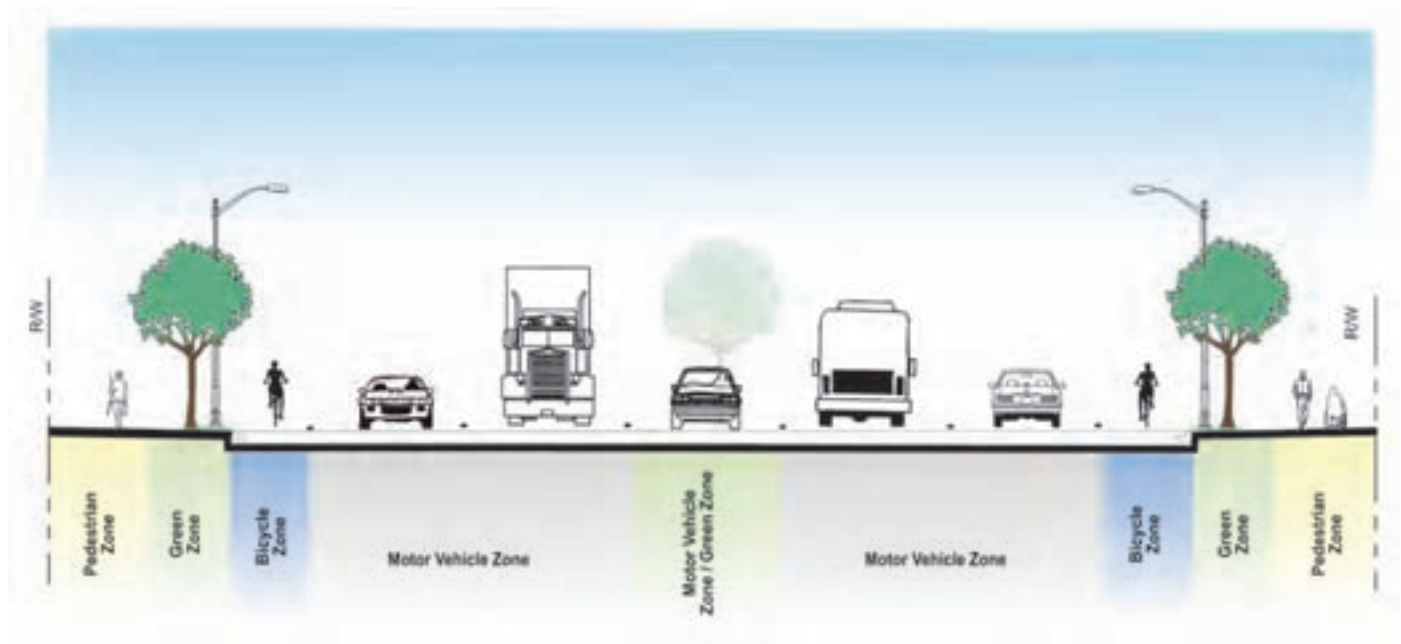 R/W
R/W
Pedestrian
Zone
Green
Zone
Bicycle
Zone
Motor Vehicle Zone
Motor Vehicle
Zone / Green Zone
Motor Vehicle Zone
Bicycle
Zone
Green
Zone
Pedestrian
Zone